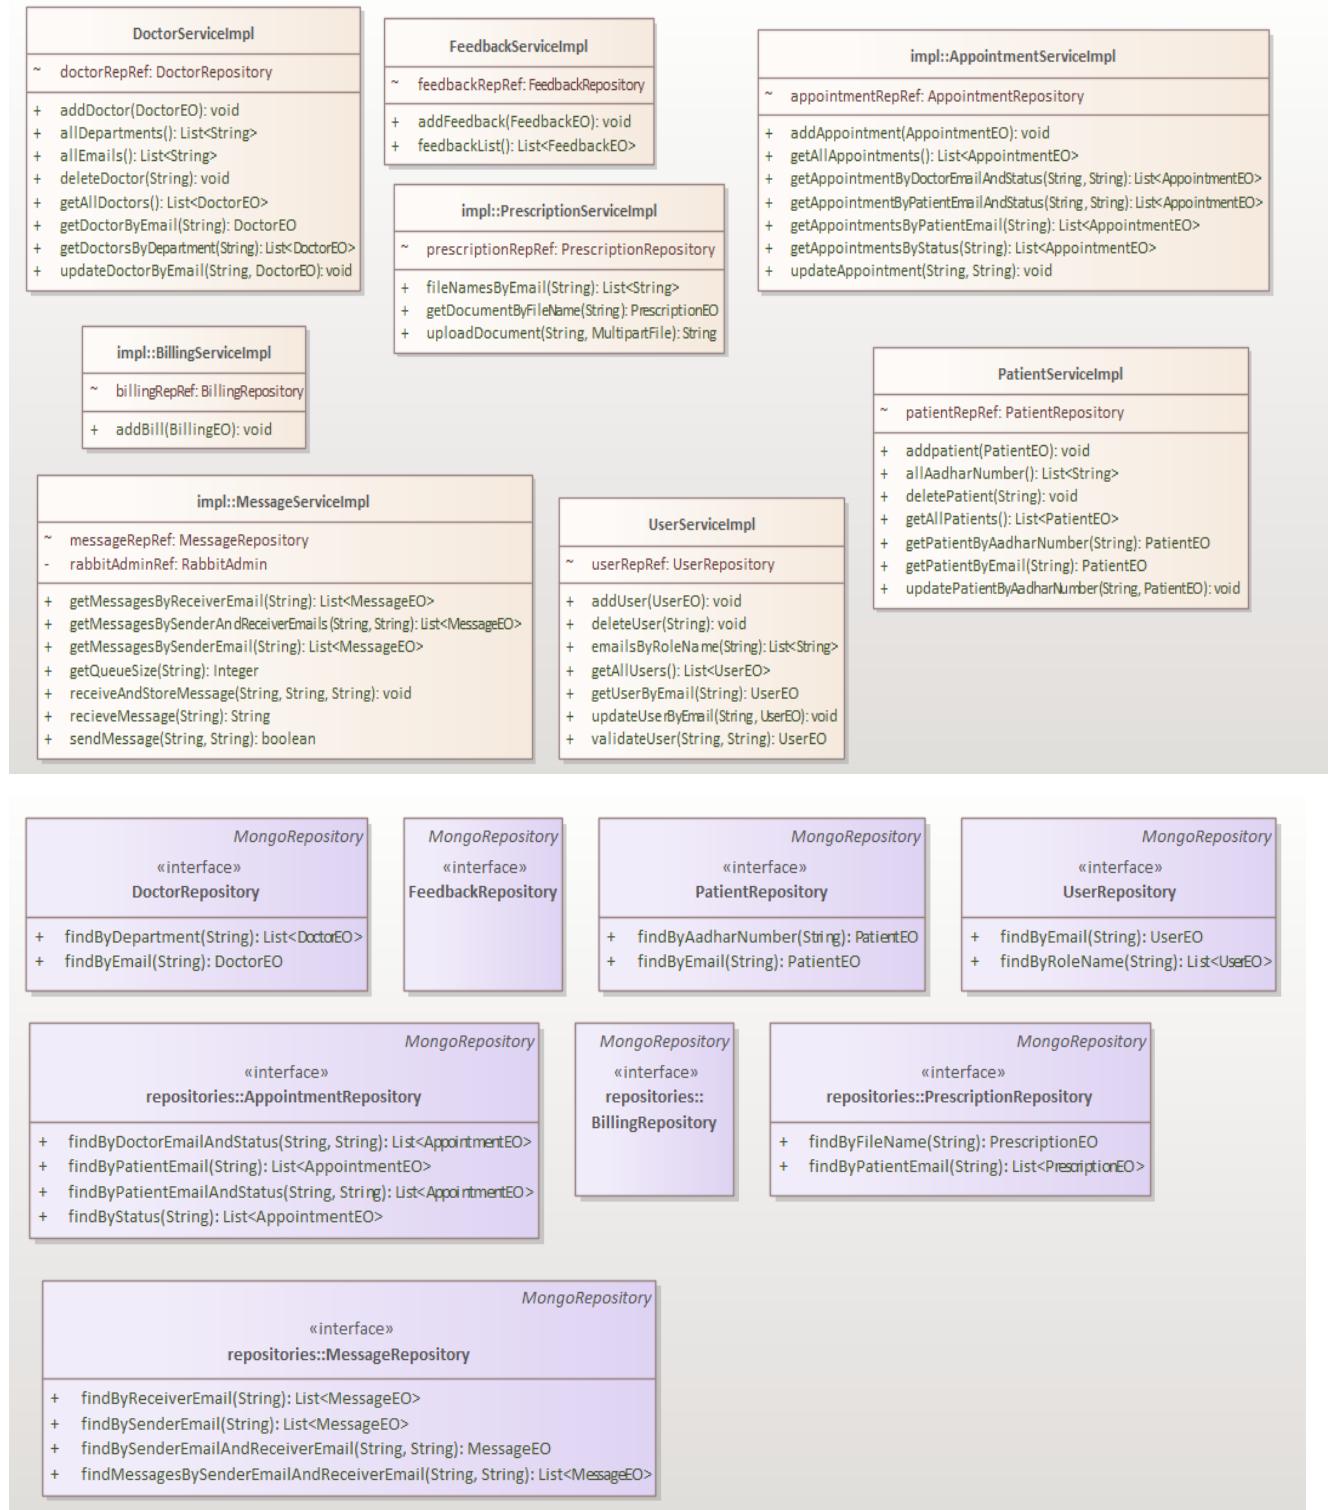 DoctorServiceImpl
~ doctorRepRef: DoctorRepository
+ addDoctor(DoctorEO): void
+ allDepartments(): List<String>
+ allEmails(): List<String>
+ deleteDoctor(String): void
+ getAllDoctors(): List<DoctorEO>
+ getDoctorByEmail(String): DoctorEO
+ getDoctorsByDepartment(String): List<DoctorEO>
+ updateDoctorByEmail(String, DoctorEO): void
FeedbackServiceImpl
~ feedbackRepRef: FeedbackRepository
+ addFeedback(FeedbackEO): void
+ feedbackList(): List<FeedbackEO>
impl::AppointmentServiceImpl
~ appointmentRepRef: AppointmentRepository
+ addAppointment(AppointmentEO): void
+ getAllAppointments(): List<AppointmentEO>
+ getAppointmentByDoctorEmailAndStatus(String, String): List<AppointmentEO>
+ getAppointmentByPatientEmailAndStatus(String, String): List<AppointmentEO>
+ getAppointmentsByPatientEmail(String): List<AppointmentEO>
+ getAppointmentsByStatus(String): List<AppointmentEO>
+ updateAppointment(String, String): void
impl::PrescriptionServiceImpl
~ prescriptionRepRef: PrescriptionRepository
+ fileNamesByEmail(String): List<String>
+ getDocumentByFileName(String): PrescriptionEO
+ uploadDocument(String, MultipartFile): String
impl::BillingServiceImpl
~ billingRepRef: BillingRepository
+ addBill(BillingEO): void
PatientServiceImpl
~ patientRepRef: PatientRepository
+ addpatient(PatientEO): void
+ allAadharNumber(): List<String>
+ deletePatient(String): void
+ getAllPatients(): List<PatientEO>
+ getPatientByAadharNumber(String): PatientEO
+ getPatientByEmail(String): PatientEO
+ updatePatientByAadharNumber(String, PatientEO): void
impl::MessageServiceImpl
~ messageRepRef: MessageRepository
- rabbitAdminRef: RabbitAdmin
+ getMessagesByReceiverEmail(String): List<MessageEO>
+ getMessagesBySenderAndReceiverEmails(String, String): List<MessageEO>
+ getMessagesBySenderEmail(String): List<MessageEO>
+ getQueueSize(String): Integer
+ receiveAndStoreMessage(String, String, String): void
+ recieveMessage(String): String
+ sendMessage(String, String): boolean
UserServiceImpl
~ userRepRef: UserRepository
+ addUser(UserEO): void
+ deleteUser(String): void
+ emailsByRoleName(String): List<String>
+ getAllUsers(): List<UserEO>
+ getUserByEmail(String): UserEO
+ updateUserByEmail(String, UserEO): void
+ validateUser(String, String): UserEO
MongoRepository
«interface»
DoctorRepository
+ findByDepartment(String): List<DoctorEO>
+ findByEmail(String): DoctorEO
MongoRepository
«interface»
FeedbackRepository
MongoRepository
«interface»
PatientRepository
+ findByAadharNumber(String): PatientEO
+ findByEmail(String): PatientEO
MongoRepository
«interface»
UserRepository
+ findByEmail(String): UserEO
+ findByRoleName(String): List<UserEO>
MongoRepository
«interface»
repositories::AppointmentRepository
+ findByDoctorEmailAndStatus(String, String): List<AppointmentEO>
+ findByPatientEmail(String): List<AppointmentEO>
+ findByPatientEmailAndStatus(String, String): List<AppointmentEO>
+ findByStatus(String): List<AppointmentEO>
MongoRepository
«interface»
repositories::
BillingRepository
MongoRepository
«interface»
repositories::PrescriptionRepository
+ findByFileName(String): PrescriptionEO
+ findByPatientEmail(String): List<PrescriptionEO>
MongoRepository
«interface»
repositories::MessageRepository
+ findByReceiverEmail(String): List<MessageEO>
+ findBySenderEmail(String): List<MessageEO>
+ findBySenderEmailAndReceiverEmail(String, String): MessageEO
+ findMessagesBySenderEmailAndReceiverEmail(String, String): List<MessageEO>